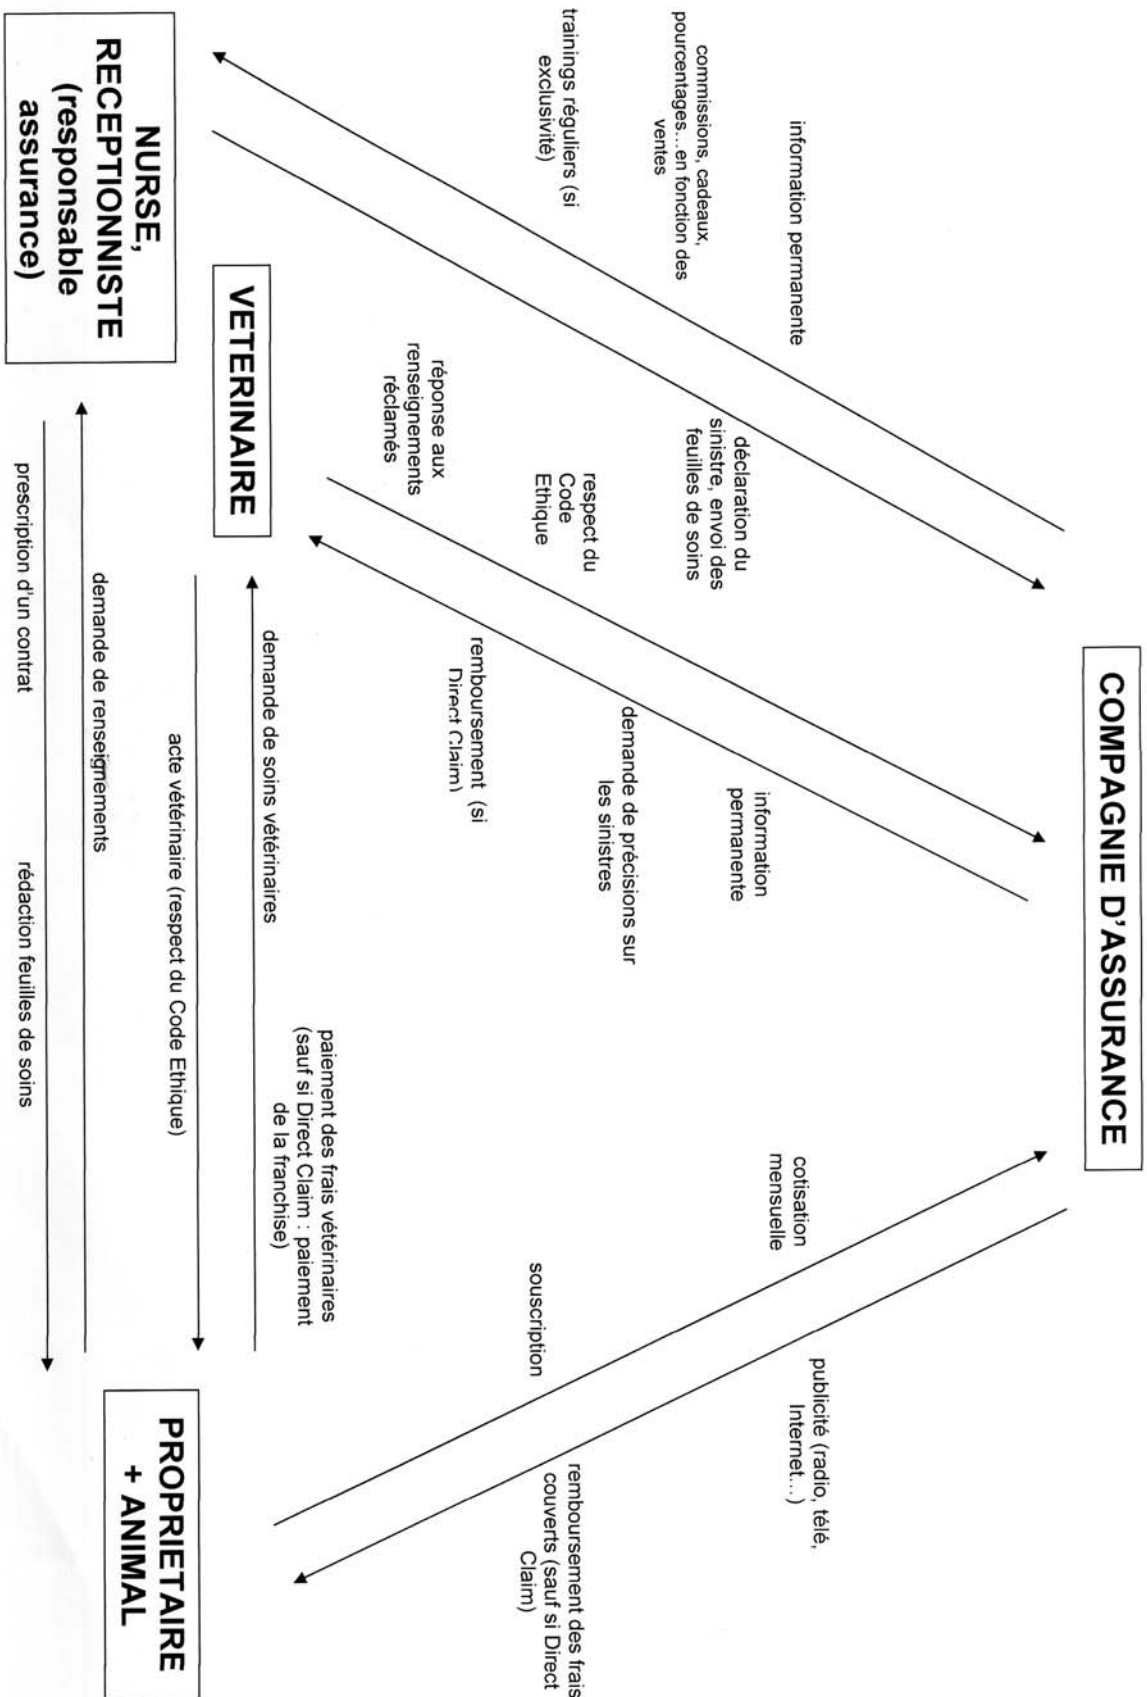 COMPAGNIE D'ASSURANCE
information permanente
commissions, cadeaux,
pourcentages…en fonction des
ventes
trainings réguliers (si
exclusivité)
déclaration du
sinistre, envoi des
feuilles de soins
respect du
Code
Ethique
réponse aux
renseignements
réclamés
information
permanente
demande de précisions sur
les sinistres
remboursement (si
Direct Claim)
cotisation
mensuelle
souscription
publicité (radio, télé,
Internet…)
remboursement des frais
couverts (sauf si Direct
Claim)
VETERINAIRE
demande de soins vétérinaires
paiement des frais vétérinaires
(sauf si Direct Claim : paiement
de la franchise)
acte vétérinaire (respect du Code Ethique)
NURSE,
RECEPTIONNISTE
(responsable
assurance)
demande de renseignements
prescription d'un contrat
rédaction feuilles de soins
PROPRIETAIRE
+ ANIMAL